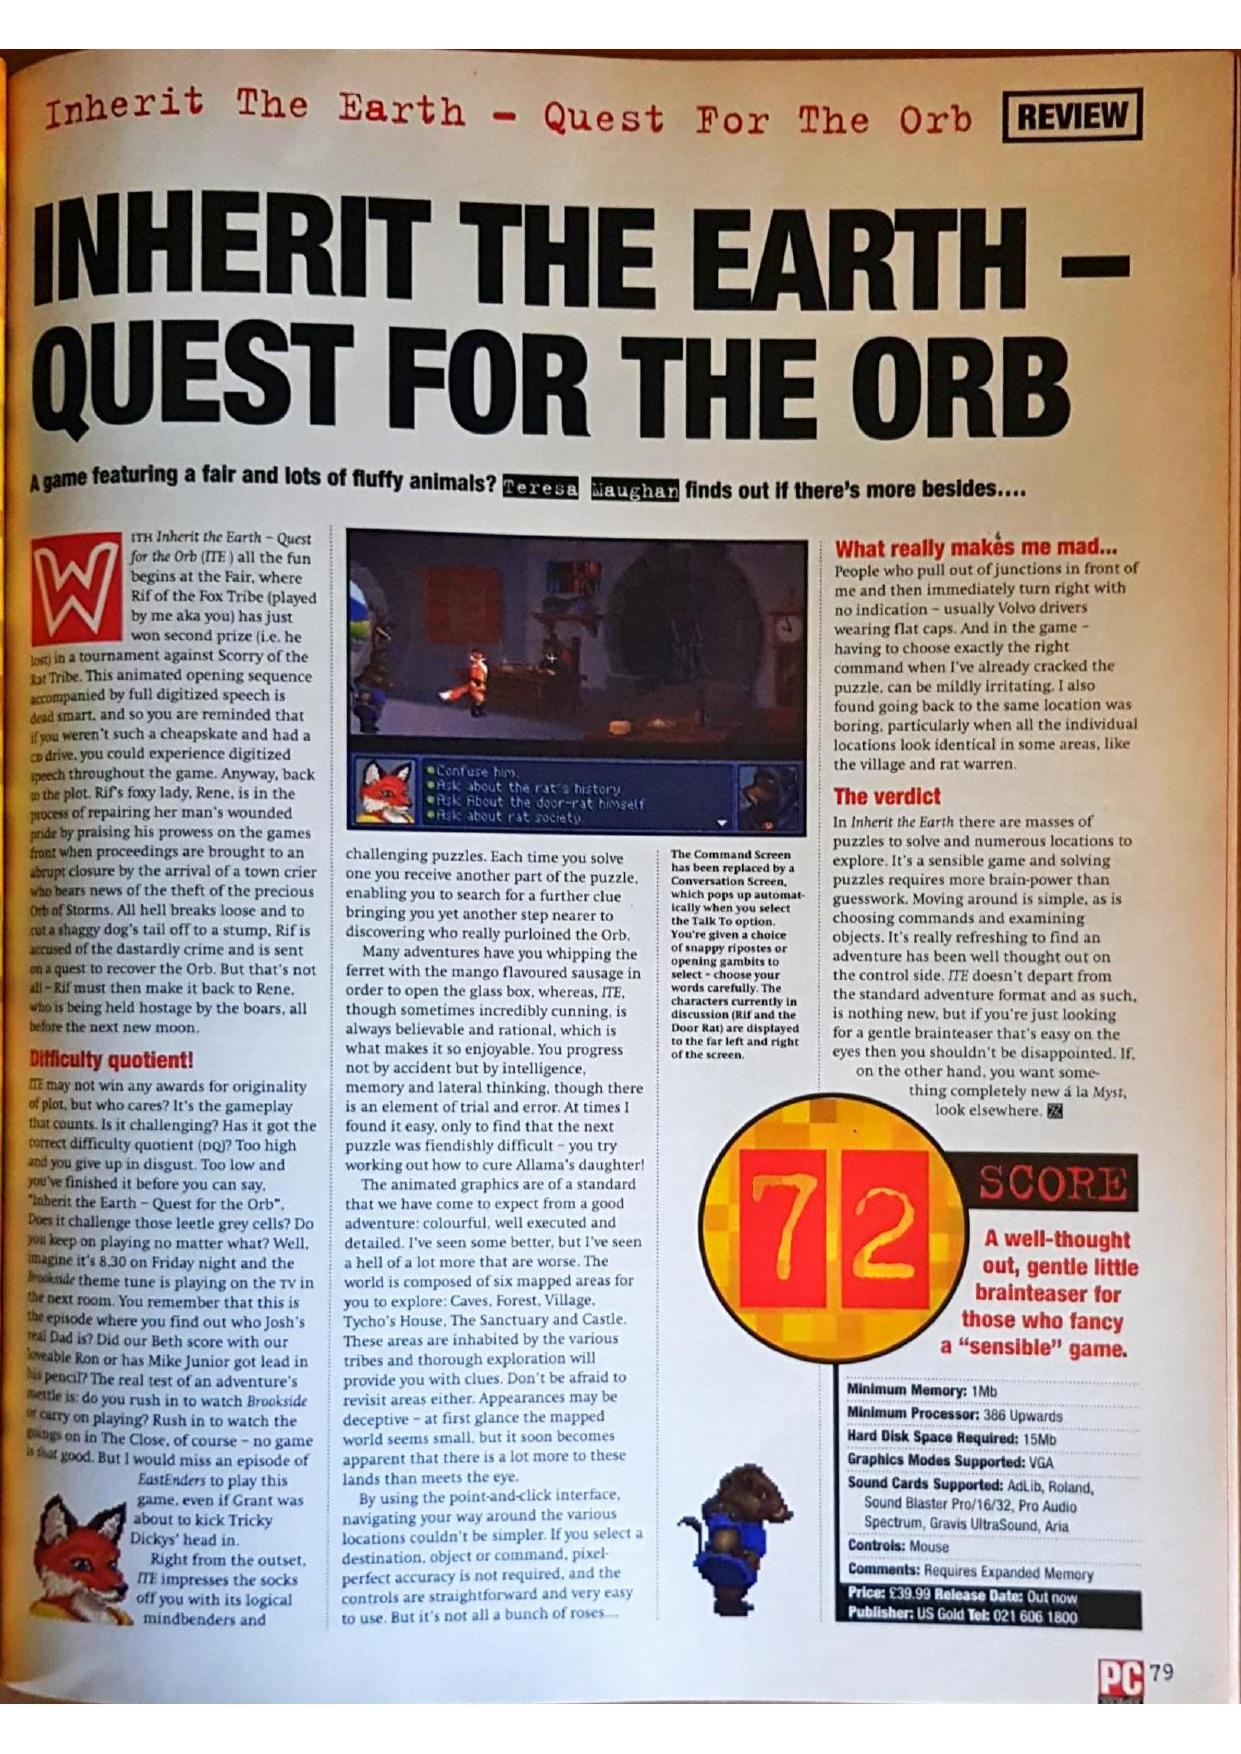 Inherit The Earth – Quest For The Orb REVIEW
INHERIT THE EARTH –
QUEST FOR THE ORB
A game featuring a fair and lots of fluffy animals? Teresa Waughan finds out if there's more besides....
WITH Inherit the Earth – Quest
for the Orb (ITE ) all the fun
begins at the Fair, where
Rif of the Fox Tribe (played
by me aka you) has just
won second prize (i.e. he
lost) in a tournament against Scorry of the
Rat Tribe. This animated opening sequence
accompanied by full digitized speech is
dead smart, and so you are reminded that
if you weren't such a cheapskate and had a
CD drive, you could experience digitized
speech throughout the game. Anyway, back
to the plot. Rif's foxy lady, Rene, is in the
process of repairing her man's wounded
pride by praising his prowess on the games
front when proceedings are brought to an
abrupt closure by the arrival of a town crier
who bears news of the theft of the precious
Orb of Storms. All hell breaks loose and to
cut a shaggy dog's tail off to a stump, Rif is
accused of the dastardly crime and is sent
on a quest to recover the Orb. But that's not
all – Rif must then make it back to Rene,
who is being held hostage by the boars, all
before the next new moon.
Difficulty quotient!
ITE may not win any awards for originality
of plot, but who cares? It's the gameplay
that counts. Is it challenging? Has it got the
correct difficulty quotient (DQ)? Too high
and you give up in disgust. Too low and
you've finished it before you can say,
"Inherit the Earth – Quest for the Orb".
Does it challenge those leetle grey cells? Do
you keep on playing no matter what? Well,
imagine it's 8.30 on Friday night and the
Brookside theme tune is playing on the TV in
the next room. You remember that this is
the episode where you find out who Josh's
real Dad is? Did our Beth score with our
loveable Ron or has Mike Junior got lead in
his pencil? The real test of an adventure's
mettle is: do you rush in to watch Brookside
or carry on playing? Rush in to watch the
goings on in The Close, of course – no game
is that good. But I would miss an episode of
EastEnders to play this
game, even if Grant was
about to kick Tricky
Dickys' head in.
Right from the outset,
ITE impresses the socks
off you with its logical
mindbenders and
Confuse him.
Ask about the rat's history.
Ask About the door-rat himself.
Ask about rat society.
challenging puzzles. Each time you solve
one you receive another part of the puzzle,
enabling you to search for a further clue
bringing you yet another step nearer to
discovering who really purloined the Orb.
Many adventures have you whipping the
ferret with the mango flavoured sausage in
order to open the glass box, whereas, ITE,
though sometimes incredibly cunning, is
always believable and rational, which is
what makes it so enjoyable. You progress
not by accident but by intelligence,
memory and lateral thinking, though there
is an element of trial and error. At times I
found it easy, only to find that the next
puzzle was fiendishly difficult – you try
working out how to cure Allama's daughter!
The animated graphics are of a standard
that we have come to expect from a good
adventure: colourful, well executed and
detailed. I've seen some better, but I've seen
a hell of a lot more that are worse. The
world is composed of six mapped areas for
you to explore: Caves, Forest, Village,
Tycho's House, The Sanctuary and Castle.
These areas are inhabited by the various
tribes and thorough exploration will
provide you with clues. Don't be afraid to
revisit areas either. Appearances may be
deceptive – at first glance the mapped
world seems small, but it soon becomes
apparent that there is a lot more to these
lands than meets the eye.
By using the point-and-click interface,
navigating your way around the various
locations couldn't be simpler. If you select a
destination, object or command, pixel-
perfect accuracy is not required, and the
controls are straightforward and very easy
to use. But it's not all a bunch of roses....
The Command Screen
has been replaced by a
Conversation Screen,
which pops up automat-
ically when you select
the Talk To option.
You're given a choice
of snappy ripostes or
opening gambits to
select – choose your
words carefully. The
characters currently in
discussion (Rif and the
Door Rat) are displayed
to the far left and right
of the screen.
What really makes me mad...
People who pull out of junctions in front of
me and then immediately turn right with
no indication – usually Volvo drivers
wearing flat caps. And in the game –
having to choose exactly the right
command when I've already cracked the
puzzle, can be mildly irritating. I also
found going back to the same location was
boring, particularly when all the individual
locations look identical in some areas, like
the village and rat warren.
The verdict
In Inherit the Earth there are masses of
puzzles to solve and numerous locations to
explore. It's a sensible game and solving
puzzles requires more brain-power than
guesswork. Moving around is simple, as is
choosing commands and examining
objects. It's really refreshing to find an
adventure has been well thought out on
the control side. ITE doesn't depart from
the standard adventure format and as such,
is nothing new, but if you're just looking
for a gentle brainteaser that's easy on the
eyes then you shouldn't be disappointed. If,
on the other hand, you want some-
thing completely new á la Myst,
look elsewhere.
72
SCORE
A well-thought
out, gentle little
brainteaser for
those who fancy
a "sensible" game.
Minimum Memory: 1Mb
Minimum Processor: 386 Upwards
Hard Disk Space Required: 15Mb
Graphics Modes Supported: VGA
Sound Cards Supported: AdLib, Roland,
Sound Blaster Pro/16/32, Pro Audio
Spectrum, Gravis UltraSound, Aria
Controls: Mouse
Comments: Requires Expanded Memory
Price: £39.99 Release Date: Out now
Publisher: US Gold Tel: 021 606 1800
PC 79